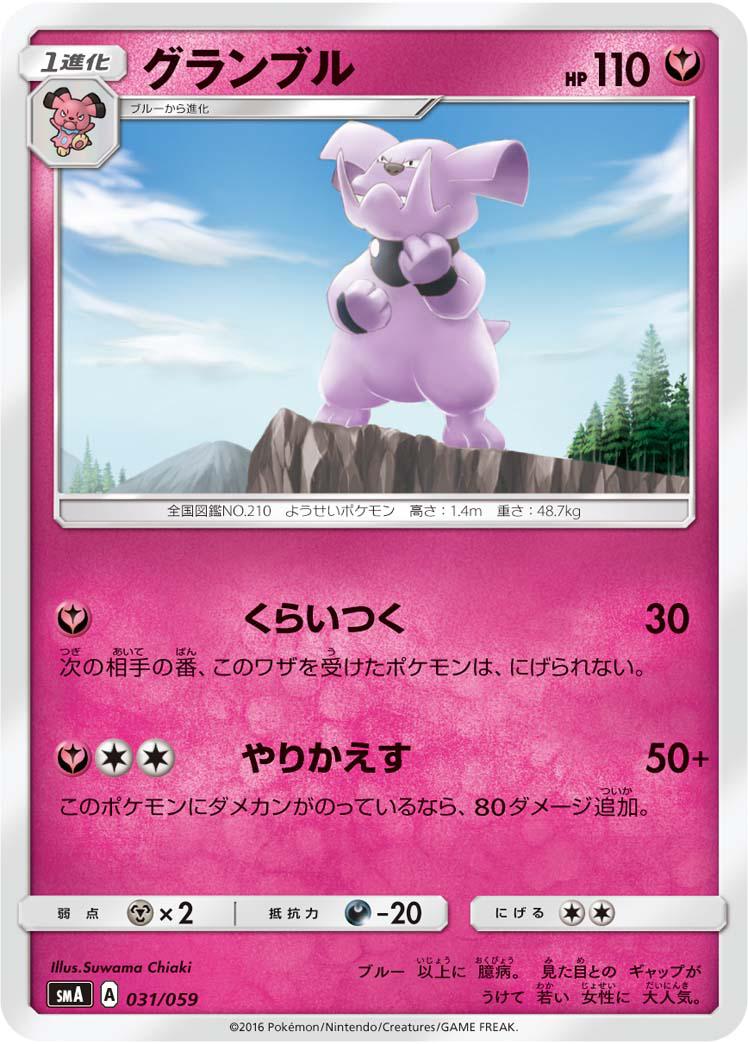 1進化 グランブル HP 110
ブルーから進化
全国図鑑NO.210 ようせいポケモン 高さ：1.4m 重さ：48.7kg
くらいつく 30
次の相手の番、このワザを受けたポケモンは、にげられない。
やりかえす 50+
このポケモンにダメカンがのっているなら、80ダメージ追加。
弱点 ×2 抵抗力 -20 にげる
Illus.Suwama Chiaki
ブルー 以上に 臆病。 見た目との ギャップが
うけて 若い 女性に 大人気。
SMA A 031/059
©2016 Pokémon/Nintendo/Creatures/GAME FREAK.